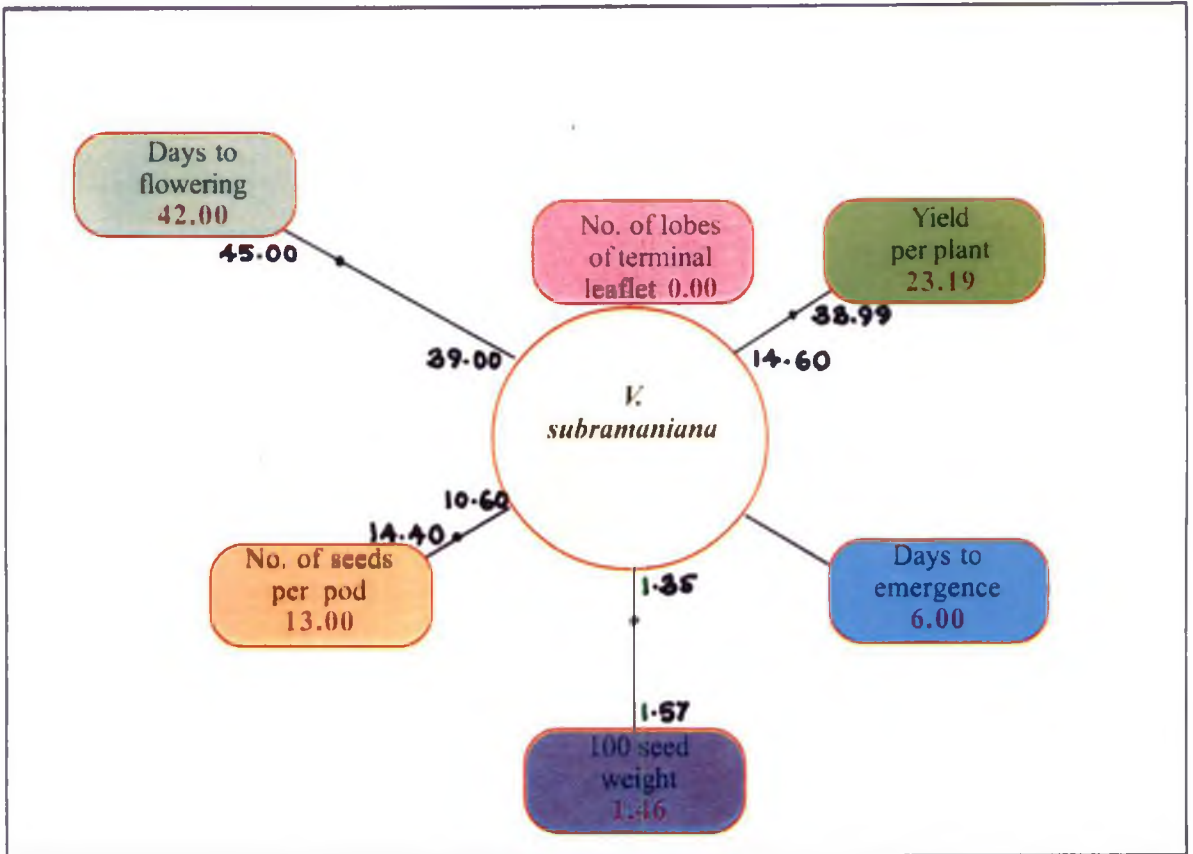 Days to
flowering
42.00
45.00
39.00
No. of lobes
of terminal
leaflet 0.00
Yield
per plant
23.19
38.99
14.60
V.
subramaniana
10.60
14.40
No. of seeds
per pod
13.00
Days to
emergence
6.00
1.35
1.57
100 seed
weight
1.46